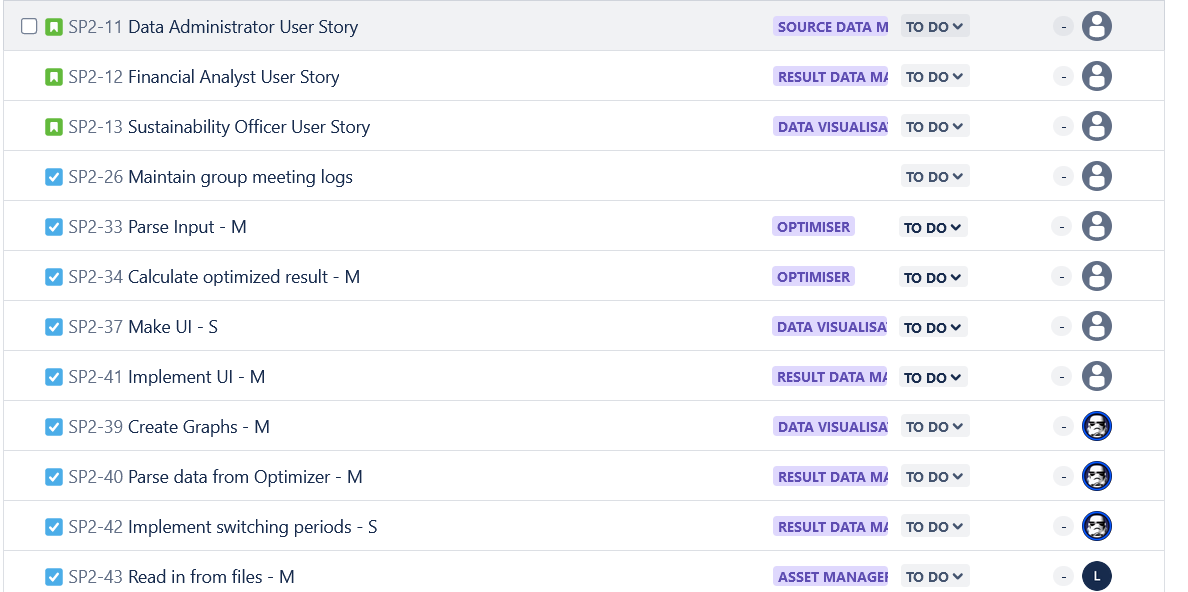 SP2-11 Data Administrator User Story SOURCE DATA M TO DO -
SP2-12 Financial Analyst User Story RESULT DATA MA TO DO -
SP2-13 Sustainability Officer User Story DATA VISUALISA TO DO -
SP2-26 Maintain group meeting logs TO DO -
SP2-33 Parse Input - M OPTIMISER TO DO -
SP2-34 Calculate optimized result - M OPTIMISER TO DO -
SP2-37 Make UI - S DATA VISUALISA TO DO -
SP2-41 Implement UI - M RESULT DATA MA TO DO -
SP2-39 Create Graphs - M DATA VISUALISA TO DO -
SP2-40 Parse data from Optimizer - M RESULT DATA MA TO DO -
SP2-42 Implement switching periods - S RESULT DATA MA TO DO -
SP2-43 Read in from files - M ASSET MANAGER TO DO - L